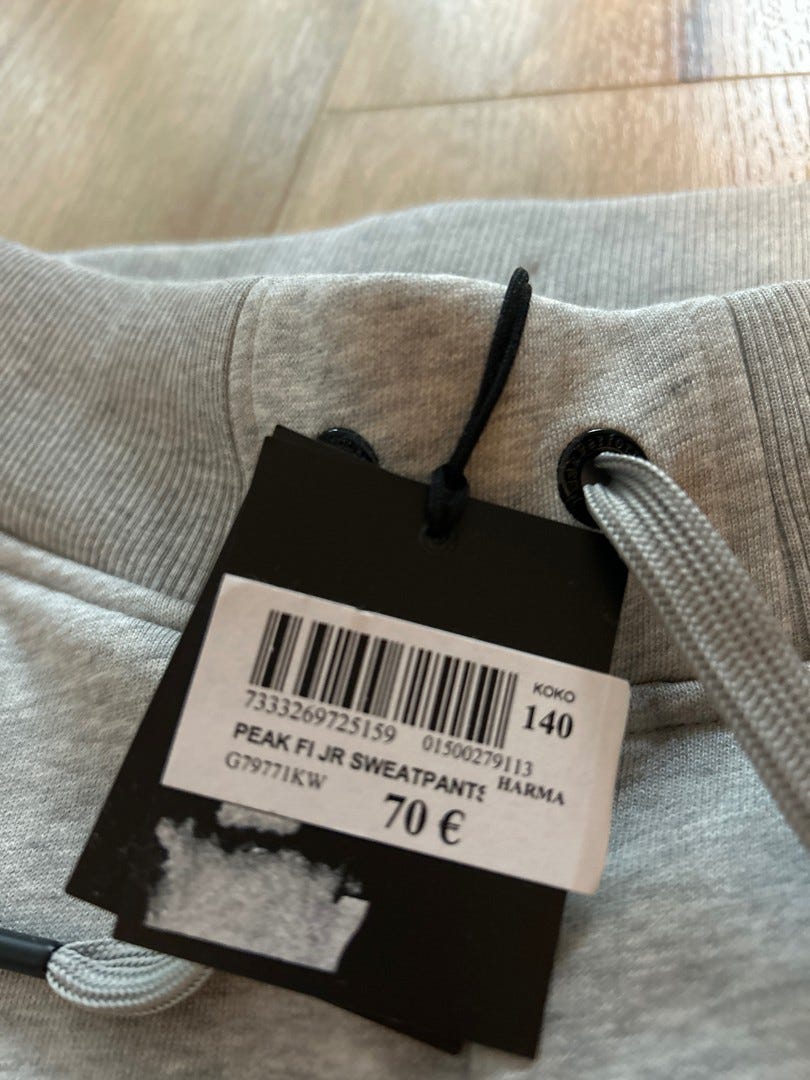 KOKO
140
7333269725159 01500279113
PEAK FI JR SWEATPANTS HARMA
G79771KW
70 €